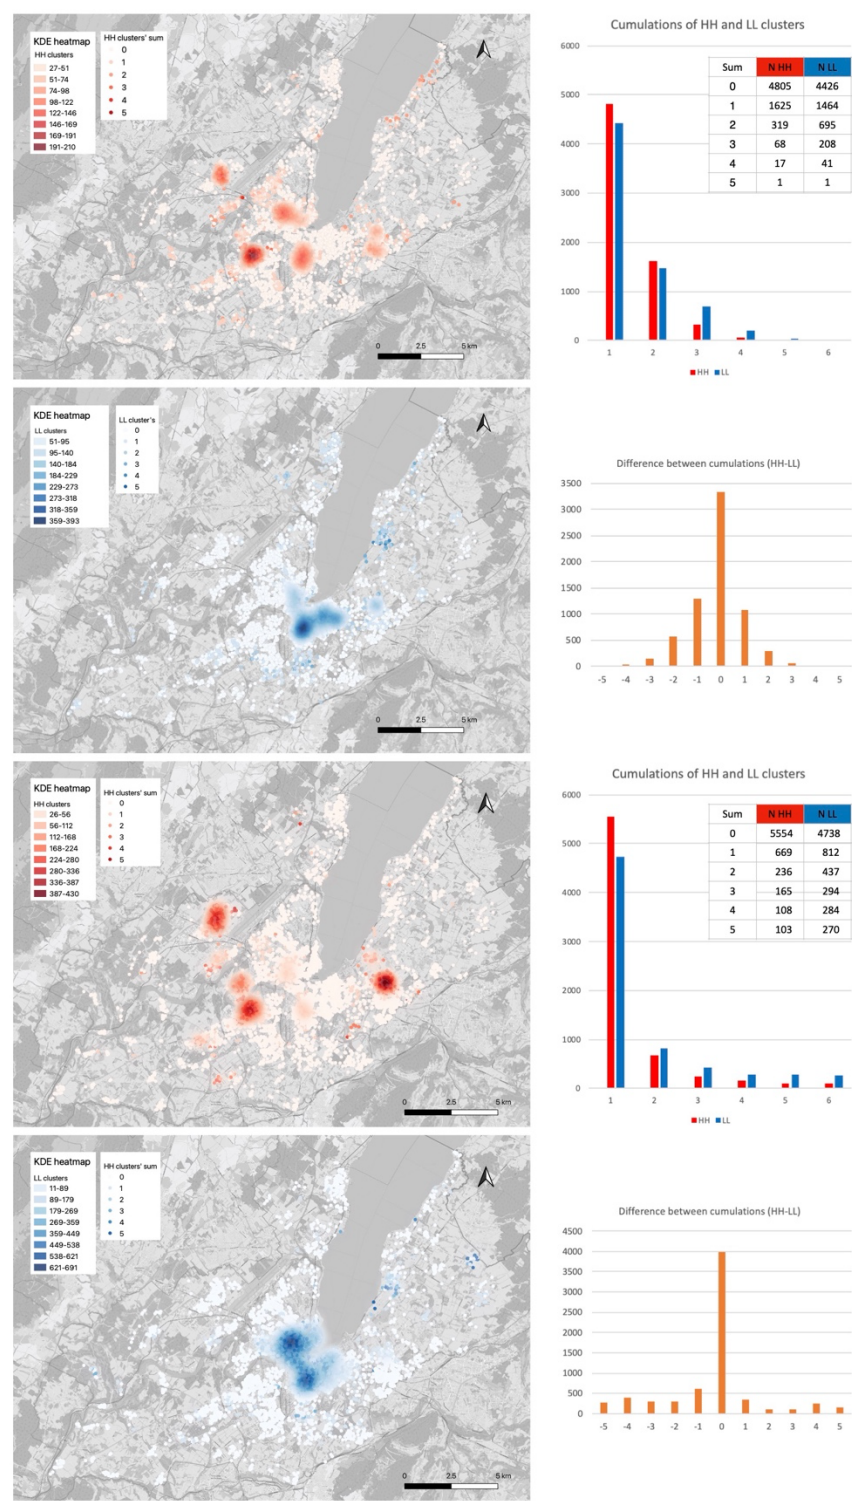 KDE heatmap
HH clusters
27-51
51-74
74-98
98-122
122-146
146-169
169-191
191-210
HH clusters' sum
0
1
2
3
4
5
0 2.5 5 km
Cumulations of HH and LL clusters
6000
5000
4000
3000
2000
1000
0
1 2 3 4 5 6
HH LL
Sum N HH N LL
0 4805 4426
1 1625 1464
2 319 695
3 68 208
4 17 41
5 1 1
KDE heatmap
LL clusters
51-95
95-140
140-184
184-229
229-273
273-318
318-359
359-393
LL cluster's
0
1
2
3
4
5
0 2.5 5 km
Difference between cumulations (HH-LL)
3500
3000
2500
2000
1500
1000
500
0
-5 -4 -3 -2 -1 0 1 2 3 4 5
KDE heatmap
HH clusters
26-56
56-112
112-168
168-224
224-280
280-336
336-387
387-430
HH clusters' sum
0
1
2
3
4
5
0 2.5 5 km
Cumulations of HH and LL clusters
6000
5000
4000
3000
2000
1000
0
1 2 3 4 5 6
HH LL
Sum N HH N LL
0 5554 4738
1 669 812
2 236 437
3 165 294
4 108 284
5 103 270
KDE heatmap
LL clusters
11-89
89-179
179-269
269-359
359-449
449-538
538-621
621-691
HH clusters' sum
0
1
2
3
4
5
0 2.5 5 km
Difference between cumulations (HH-LL)
4500
4000
3500
3000
2500
2000
1500
1000
500
0
-5 -4 -3 -2 -1 0 1 2 3 4 5